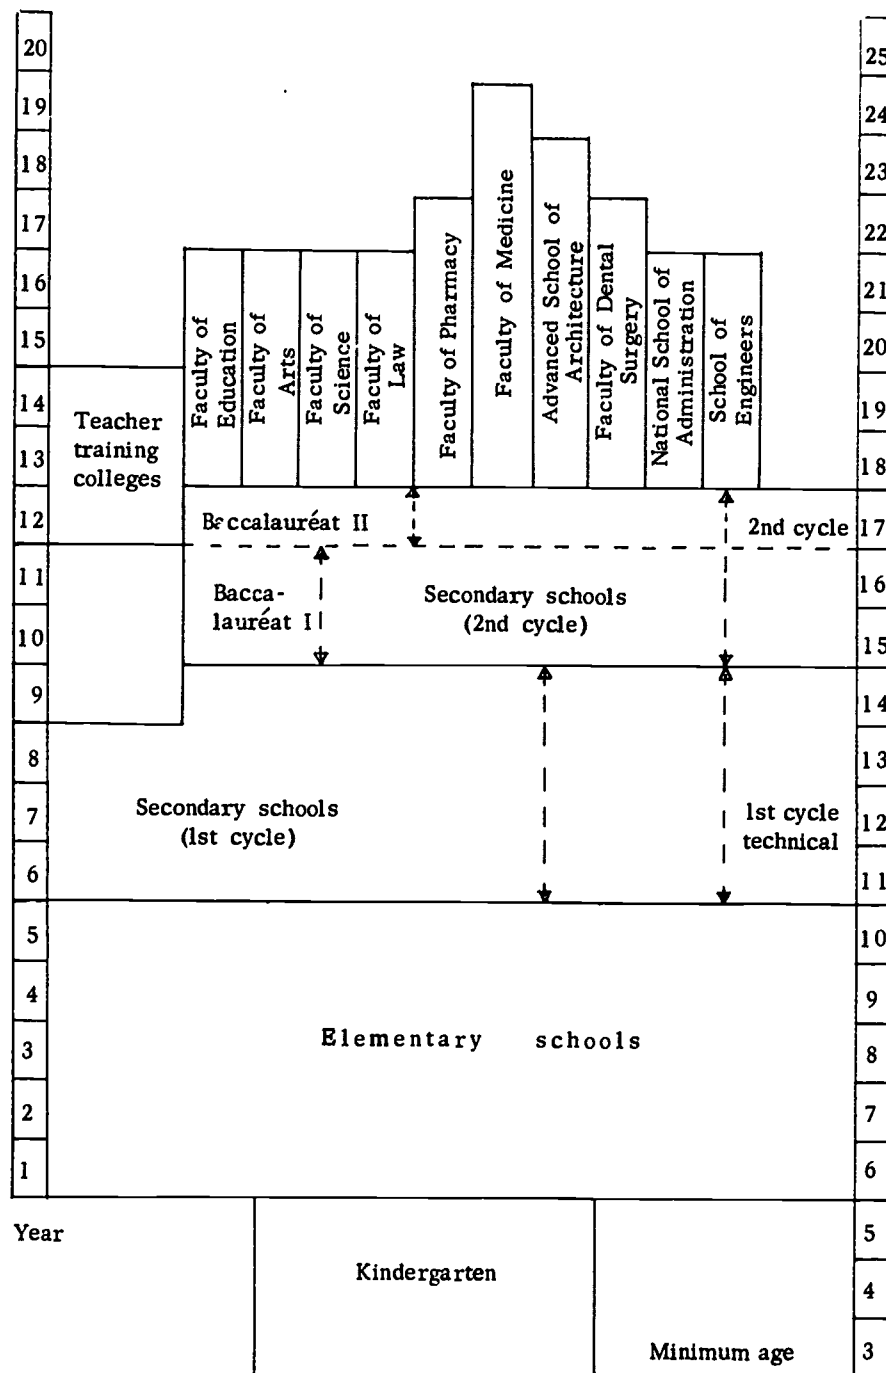 20
25
19
24
18
23
17
22
16
21
15
20
14
19
13
18
12
17
11
16
10
15
9
14
8
13
7
12
6
11
5
10
4
9
3
8
2
7
1
6
5
4
3
Faculty of
Education
Faculty of
Arts
Faculty of
Science
Faculty of
Law
Faculty of Pharmacy
Faculty of Medicine
Advanced School of
Architecture
Faculty of Dental
Surgery
National School of
Administration
School of
Engineers
Teacher
training
colleges
Baccalauréat II
2nd cycle
Bacca-
lauréat I
Secondary schools
(2nd cycle)
Secondary schools
(1st cycle)
1st cycle
technical
Elementary schools
Year
Kindergarten
Minimum age